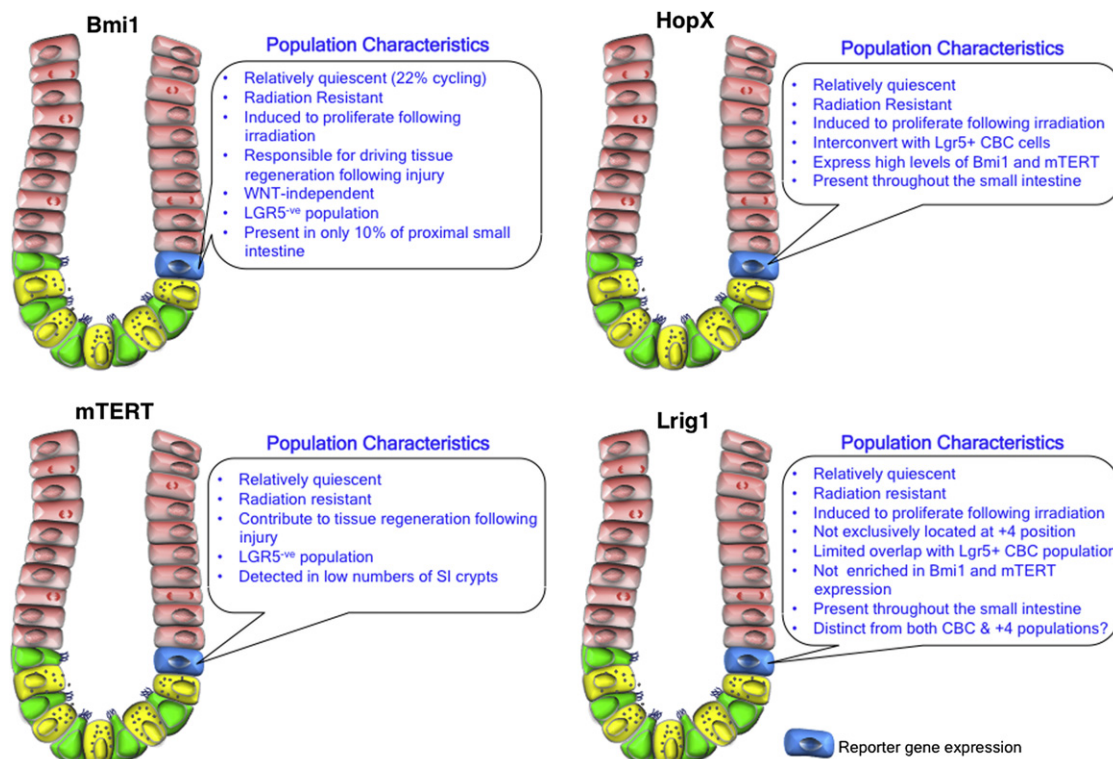 Bmi1
Population Characteristics
• Relatively quiescent (22% cycling)
• Radiation Resistant
• Induced to proliferate following
irradiation
• Responsible for driving tissue
regeneration following injury
• WNT-independent
• LGR5-ve population
• Present in only 10% of proximal small
intestine
HopX
Population Characteristics
• Relatively quiescent
• Radiation Resistant
• Induced to proliferate following irradiation
• Interconvert with Lgr5+ CBC cells
• Express high levels of Bmi1 and mTERT
• Present throughout the small intestine
mTERT
Population Characteristics
• Relatively quiescent
• Radiation resistant
• Contribute to tissue regeneration following
injury
• LGR5-ve population
• Detected in low numbers of SI crypts
Lrig1
Population Characteristics
• Relatively quiescent
• Radiation resistant
• Induced to proliferate following irradiation
• Not exclusively located at +4 position
• Limited overlap with Lgr5+ CBC population
• Not enriched in Bmi1 and mTERT
expression
• Present throughout the small intestine
• Distinct from both CBC & +4 populations?
Reporter gene expression